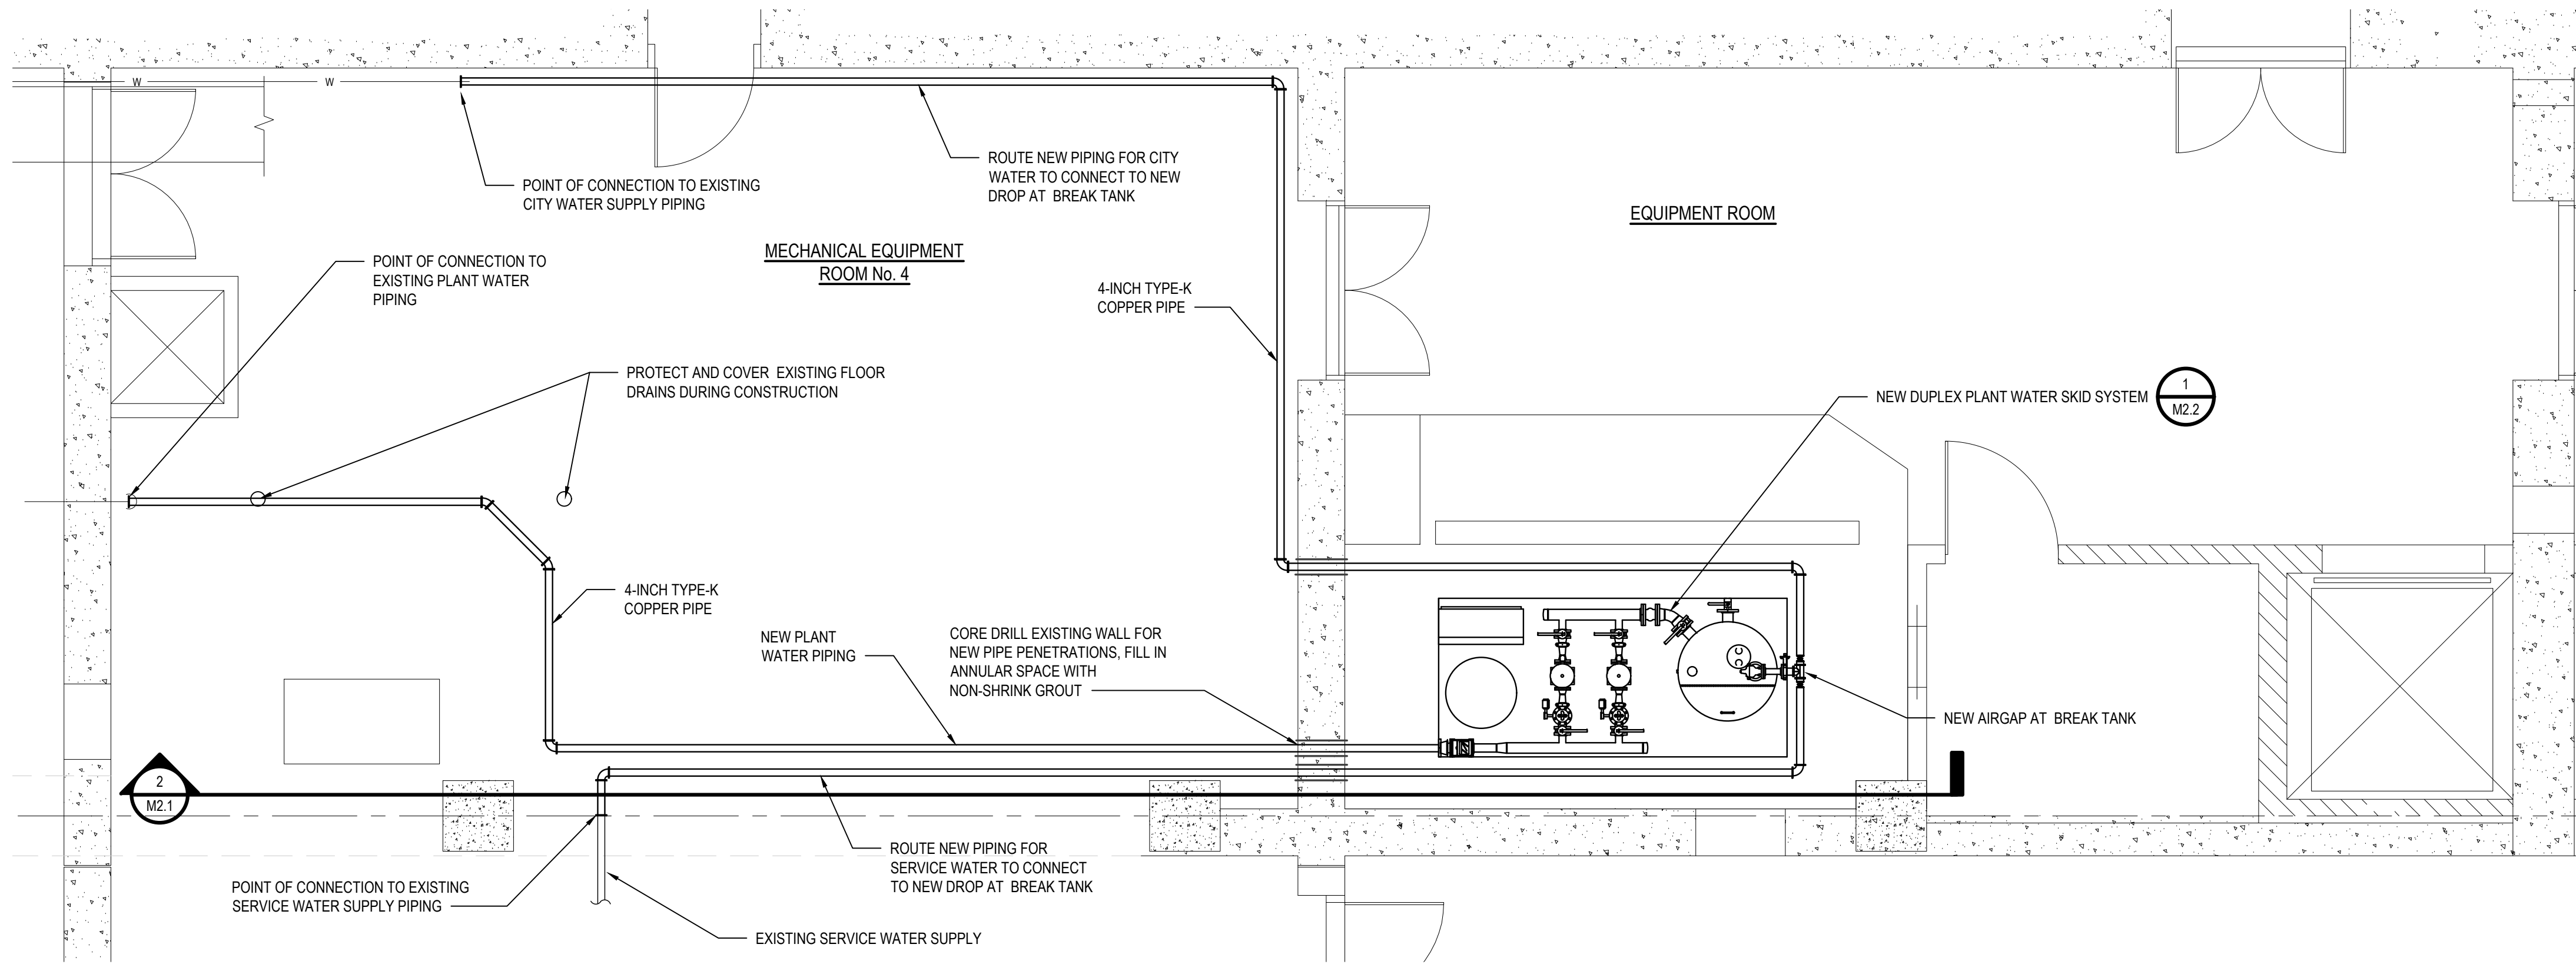 W
W
POINT OF CONNECTION TO EXISTING
CITY WATER SUPPLY PIPING
ROUTE NEW PIPING FOR CITY
WATER TO CONNECT TO NEW
DROP AT BREAK TANK
EQUIPMENT ROOM
MECHANICAL EQUIPMENT
ROOM No. 4
POINT OF CONNECTION TO
EXISTING PLANT WATER
PIPING
4-INCH TYPE-K
COPPER PIPE
PROTECT AND COVER EXISTING FLOOR
DRAINS DURING CONSTRUCTION
NEW DUPLEX PLANT WATER SKID SYSTEM
1
M2.2
4-INCH TYPE-K
COPPER PIPE
NEW PLANT
WATER PIPING
CORE DRILL EXISTING WALL FOR
NEW PIPE PENETRATIONS, FILL IN
ANNULAR SPACE WITH
NON-SHRINK GROUT
NEW AIRGAP AT BREAK TANK
2
M2.1
ROUTE NEW PIPING FOR
SERVICE WATER TO CONNECT
TO NEW DROP AT BREAK TANK
POINT OF CONNECTION TO EXISTING
SERVICE WATER SUPPLY PIPING
EXISTING SERVICE WATER SUPPLY